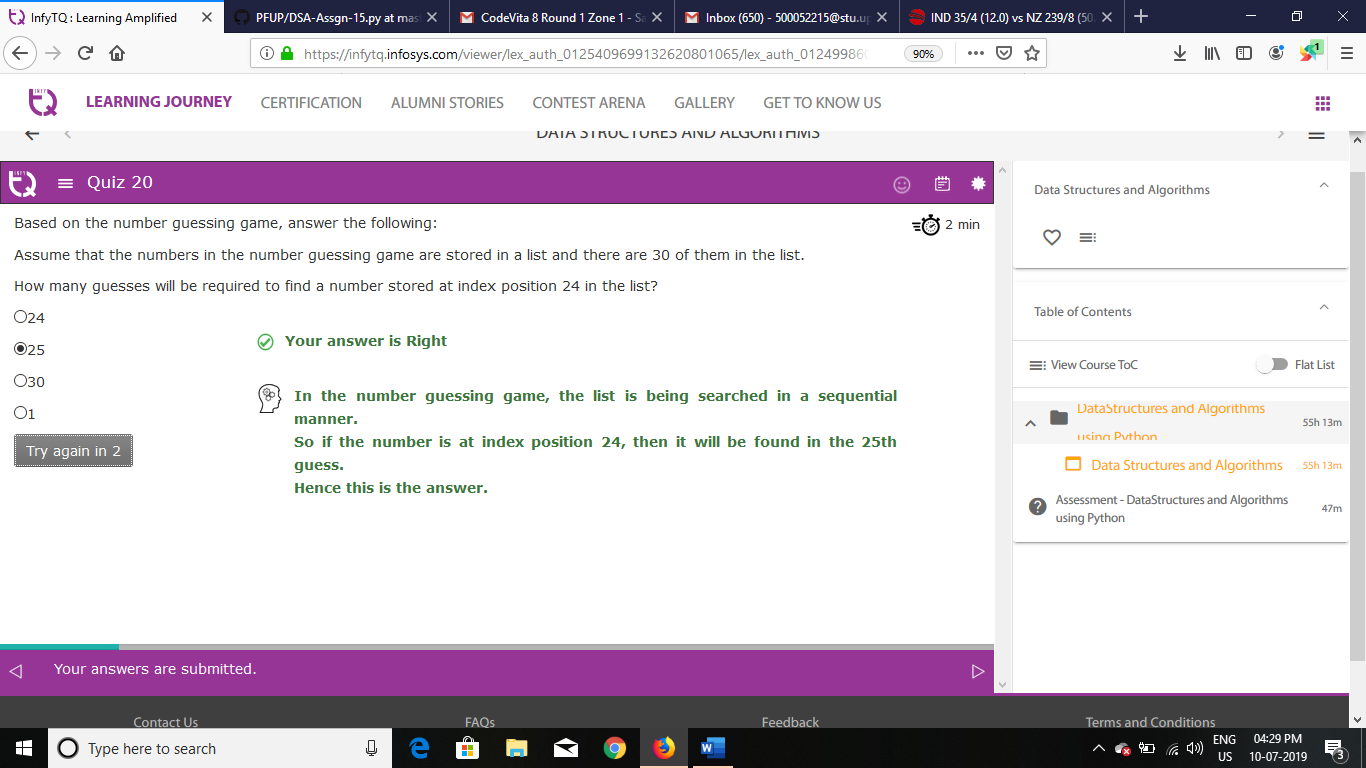 InfyTQ : Learning Amplified
PFUP/DSA-Assgn-15.py at mas
CodeVita 8 Round 1 Zone 1 - Sa
Inbox (650) - 500052215@stu.up
IND 35/4 (12.0) vs NZ 239/8 (50.
https://infytq.infosys.com/viewer/lex_auth_0125409699132620801065/lex_auth_01249986
90%
1
INFY TQ
LEARNING JOURNEY
CERTIFICATION
ALUMNI STORIES
CONTEST ARENA
GALLERY
GET TO KNOW US
DATA STRUCTURES AND ALGORITHMS
INFY TQ
Quiz 20
Based on the number guessing game, answer the following:
2 min
Assume that the numbers in the number guessing game are stored in a list and there are 30 of them in the list.
How many guesses will be required to find a number stored at index position 24 in the list?
24
25
30
1
Try again in 2
Your answer is Right
In the number guessing game, the list is being searched in a sequential
manner.
So if the number is at index position 24, then it will be found in the 25th
guess.
Hence this is the answer.
Your answers are submitted.
Data Structures and Algorithms
Table of Contents
View Course ToC
Flat List
DataStructures and Algorithms
using Python
55h 13m
Data Structures and Algorithms
55h 13m
Assessment - DataStructures and Algorithms
using Python
47m
Contact Us
FAQs
Feedback
Terms and Conditions
Type here to search
ENG
US
04:29 PM
10-07-2019
3